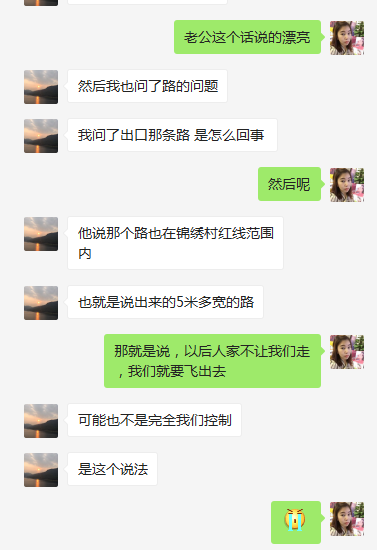 老公这个话说的漂亮
然后我也问了路的问题
我问了出口那条路 是怎么回事
然后呢
他说那个路也在锦绣村红线范围
内
也就是说出来的5米多宽的路
那就是说，以后人家不让我们走
，我们就要飞出去
可能也不是完全我们控制
是这个说法